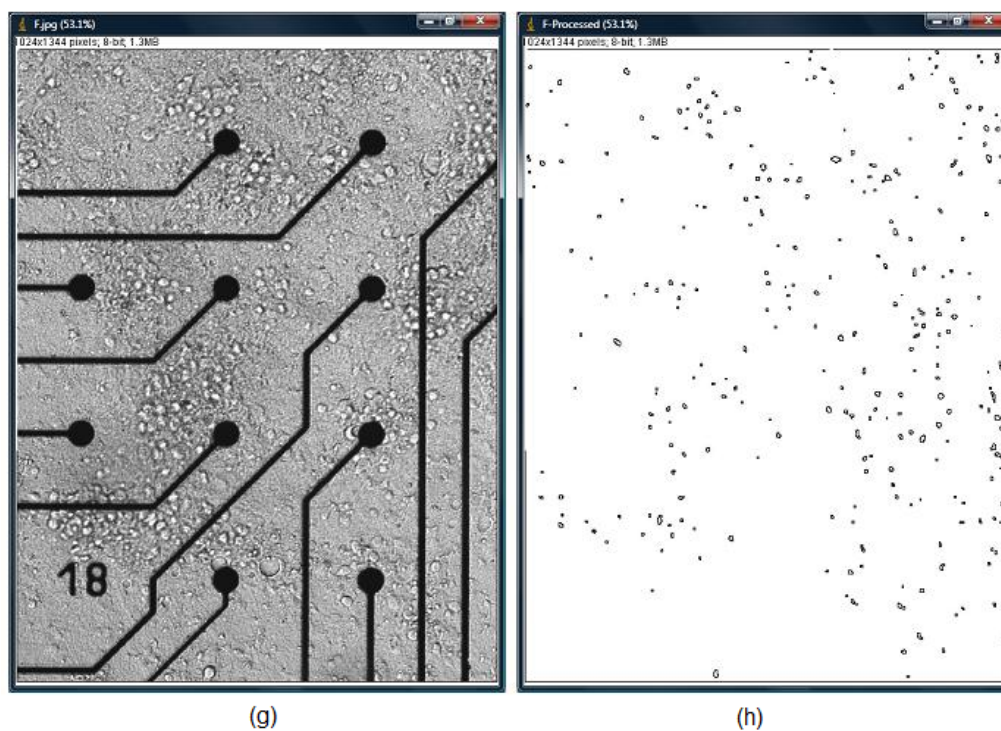 F.jpg (53.1%)
1024x1344 pixels; 8-bit; 1.3MB
18
(g)
F-Processed (53.1%)
1024x1344 pixels; 8-bit; 1.3MB
(h)